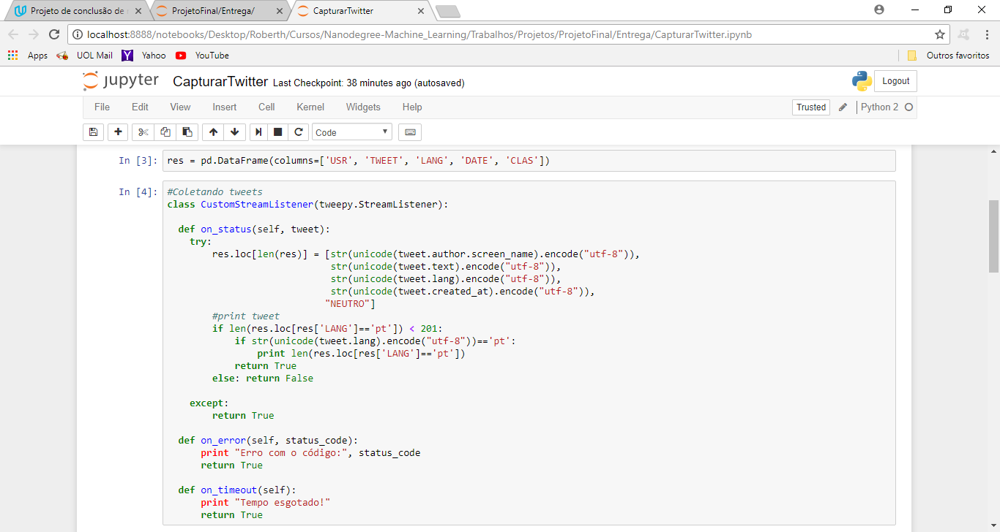 Projeto de conclusão de
ProjetoFinal/Entrega/
CapturarTwitter
localhost:8888/notebooks/Desktop/Roberth/Cursos/Nanodegree-Machine_Learning/Trabalhos/Projetos/ProjetoFinal/Entrega/CapturarTwitter.ipynb
Apps UOL Mail Yahoo YouTube Outros favoritos
jupyter CapturarTwitter Last Checkpoint: 38 minutes ago (autosaved) Logout
File Edit View Insert Cell Kernel Widgets Help Trusted Python 2
Code
In [3]: res = pd.DataFrame(columns=['USR', 'TWEET', 'LANG', 'DATE', 'CLAS'])
In [4]: #Coletando tweets
class CustomStreamListener(tweepy.StreamListener):
def on_status(self, tweet):
try:
res.loc[len(res)] = [str(unicode(tweet.author.screen_name).encode("utf-8")),
str(unicode(tweet.text).encode("utf-8")),
str(unicode(tweet.lang).encode("utf-8")),
str(unicode(tweet.created_at).encode("utf-8")),
"NEUTRO"]
#print tweet
if len(res.loc[res['LANG']=='pt']) < 201:
if str(unicode(tweet.lang).encode("utf-8"))=='pt':
print len(res.loc[res['LANG']=='pt'])
return True
else: return False
except:
return True
def on_error(self, status_code):
print "Erro com o código:", status_code
return True
def on_timeout(self):
print "Tempo esgotado!"
return True